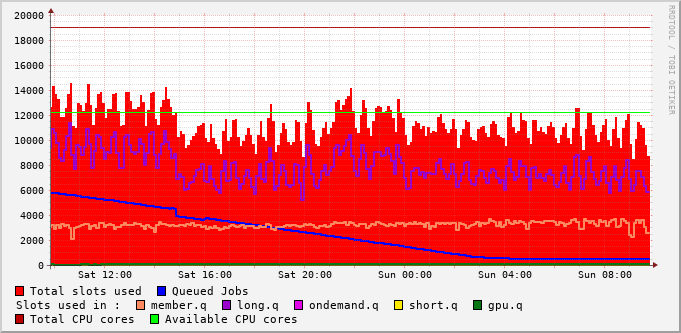 20000
18000
16000
14000
12000
10000
8000
6000
4000
2000
0
Sat 12:00 Sat 16:00 Sat 20:00 Sun 00:00 Sun 04:00 Sun 08:00
RRDTOOL / TOBI OETIKER
Total slots used Queued Jobs
Slots used in : member.q long.q ondemand.q short.q gpu.q
Total CPU cores Available CPU cores